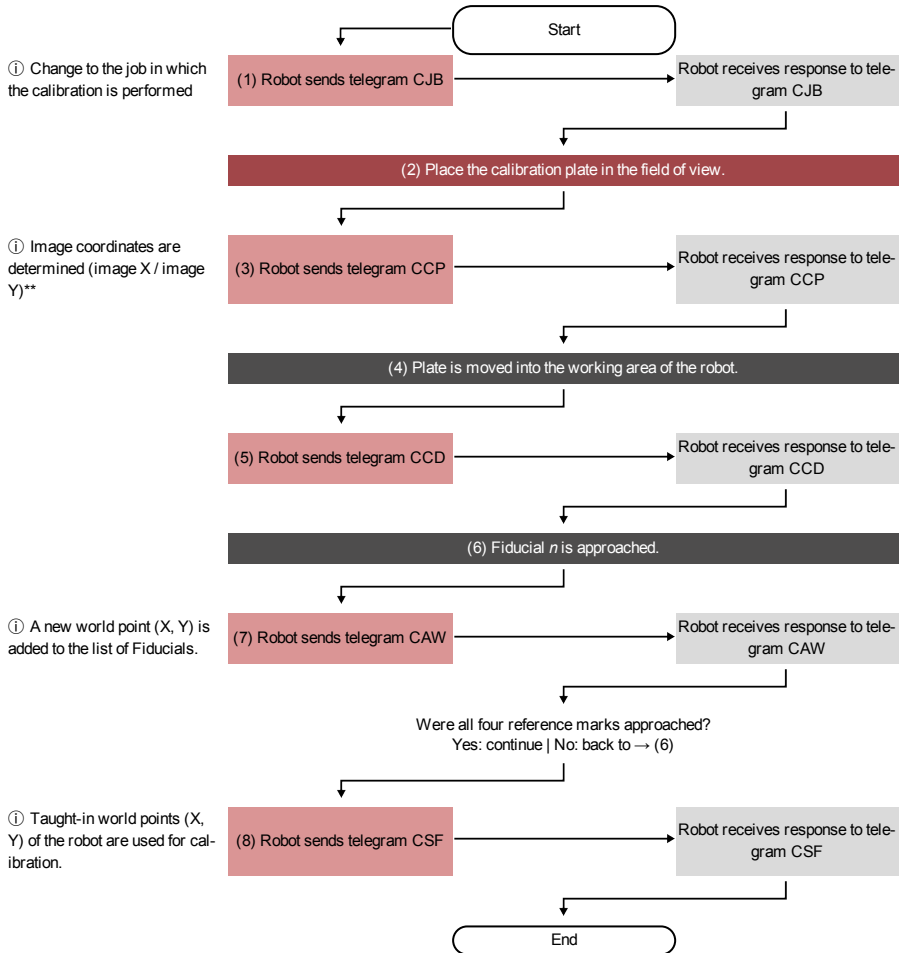 Start
ⓘ Change to the job in which
the calibration is performed
(1) Robot sends telegram CJB
Robot receives response to tele-
gram CJB
(2) Place the calibration plate in the field of view.
ⓘ Image coordinates are
determined (image X / image
Y)**
(3) Robot sends telegram CCP
Robot receives response to tele-
gram CCP
(4) Plate is moved into the working area of the robot.
(5) Robot sends telegram CCD
Robot receives response to tele-
gram CCD
(6) Fiducial n is approached.
ⓘ A new world point (X, Y) is
added to the list of Fiducials.
(7) Robot sends telegram CAW
Robot receives response to tele-
gram CAW
Were all four reference marks approached?
Yes: continue | No: back to → (6)
ⓘ Taught-in world points (X,
Y) of the robot are used for cal-
ibration.
(8) Robot sends telegram CSF
Robot receives response to tele-
gram CSF
End